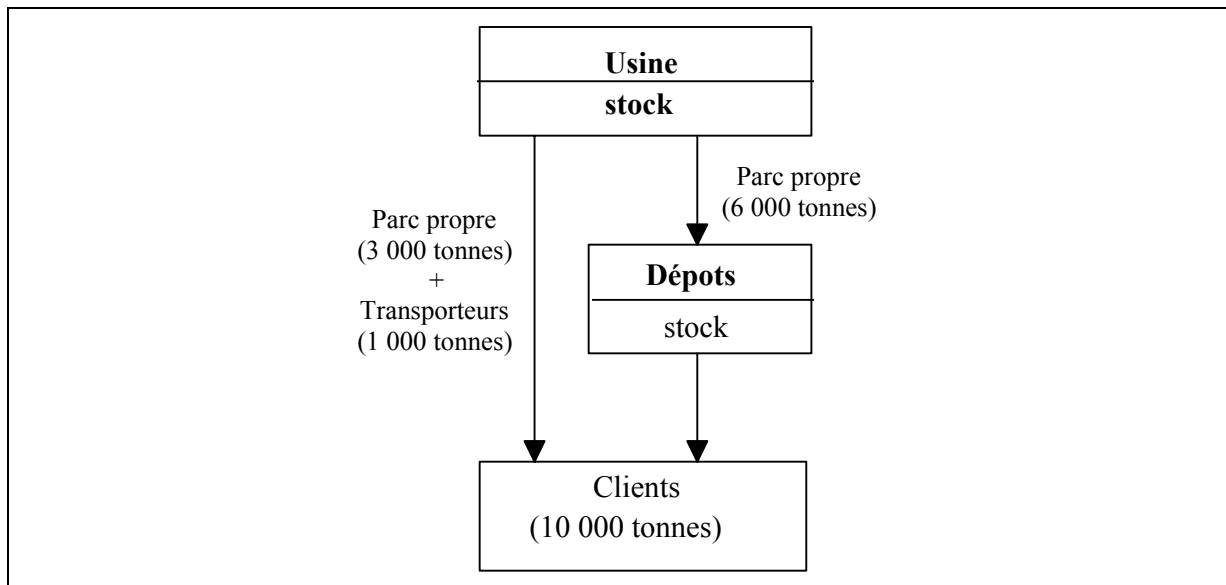 Usine
stock
Parc propre
(6 000 tonnes)
Parc propre
(3 000 tonnes)
+
Transporteurs
(1 000 tonnes)
Dépots
stock
Clients
(10 000 tonnes)